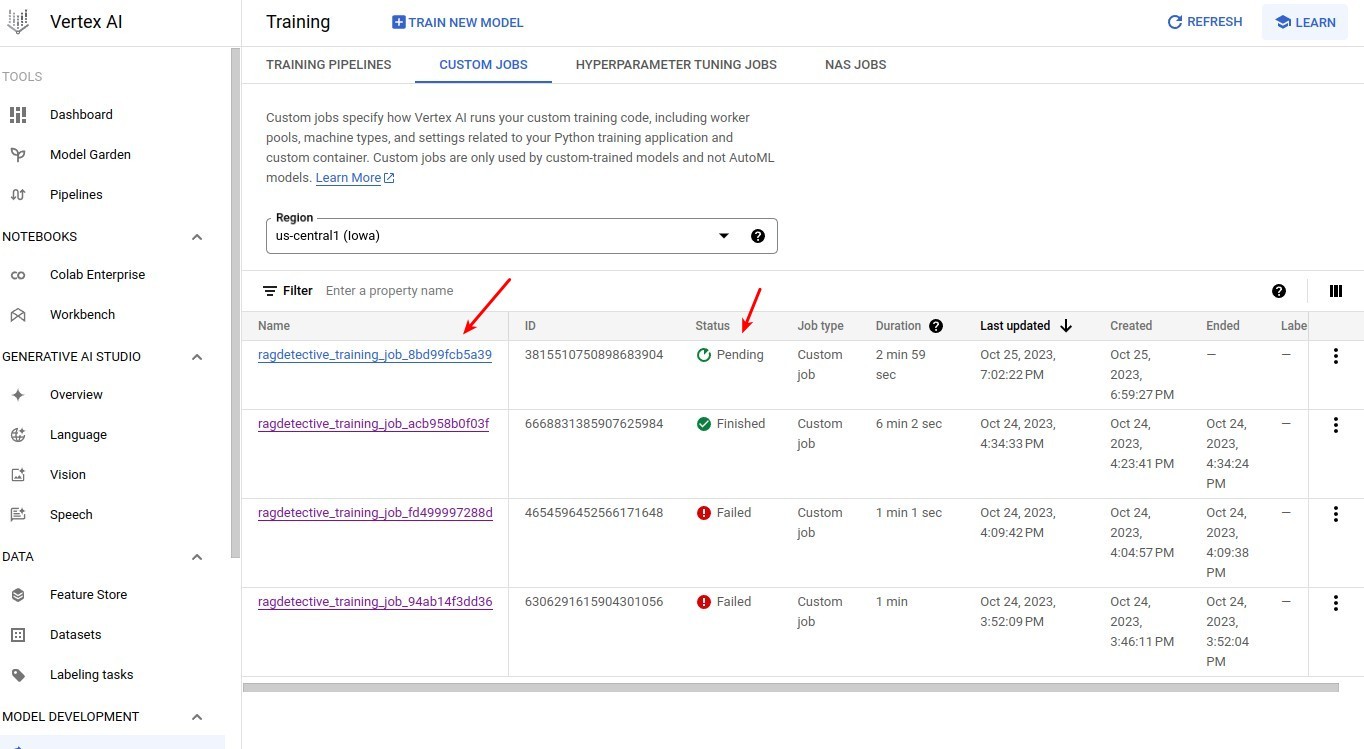 Vertex AI
Training
TRAIN NEW MODEL
REFRESH
LEARN
TOOLS
Dashboard
Model Garden
Pipelines
NOTEBOOKS
Colab Enterprise
Workbench
GENERATIVE AI STUDIO
Overview
Language
Vision
Speech
DATA
Feature Store
Datasets
Labeling tasks
MODEL DEVELOPMENT
TRAINING PIPELINES
CUSTOM JOBS
HYPERPARAMETER TUNING JOBS
NAS JOBS
Custom jobs specify how Vertex AI runs your custom training code, including worker
pools, machine types, and settings related to your Python training application and
custom container. Custom jobs are only used by custom-trained models and not AutoML
models. Learn More
Region
us-central1 (Iowa)
Filter Enter a property name
Name ID Status Job type Duration Last updated Created Ended Labe
ragdetective_training_job_8bd99fcb5a39 3815510750898683904 Pending Custom 2 min 59 Oct 25, 2023, Oct 25, — —
job sec 7:02:22 PM 2023,
6:59:27 PM
ragdetective_training_job_acb958b0f03f 6668831385907625984 Finished Custom 6 min 2 sec Oct 24, 2023, Oct 24, Oct 24, —
job 4:34:33 PM 2023, 2023,
4:23:41 PM 4:34:24
PM
ragdetective_training_job_fd499997288d 4654596452566171648 Failed Custom 1 min 1 sec Oct 24, 2023, Oct 24, Oct 24, —
job 4:09:42 PM 2023, 2023,
4:04:57 PM 4:09:38
PM
ragdetective_training_job_94ab14f3dd36 6306291615904301056 Failed Custom 1 min Oct 24, 2023, Oct 24, Oct 24, —
job 3:52:09 PM 2023, 2023,
3:46:11 PM 3:52:04
PM